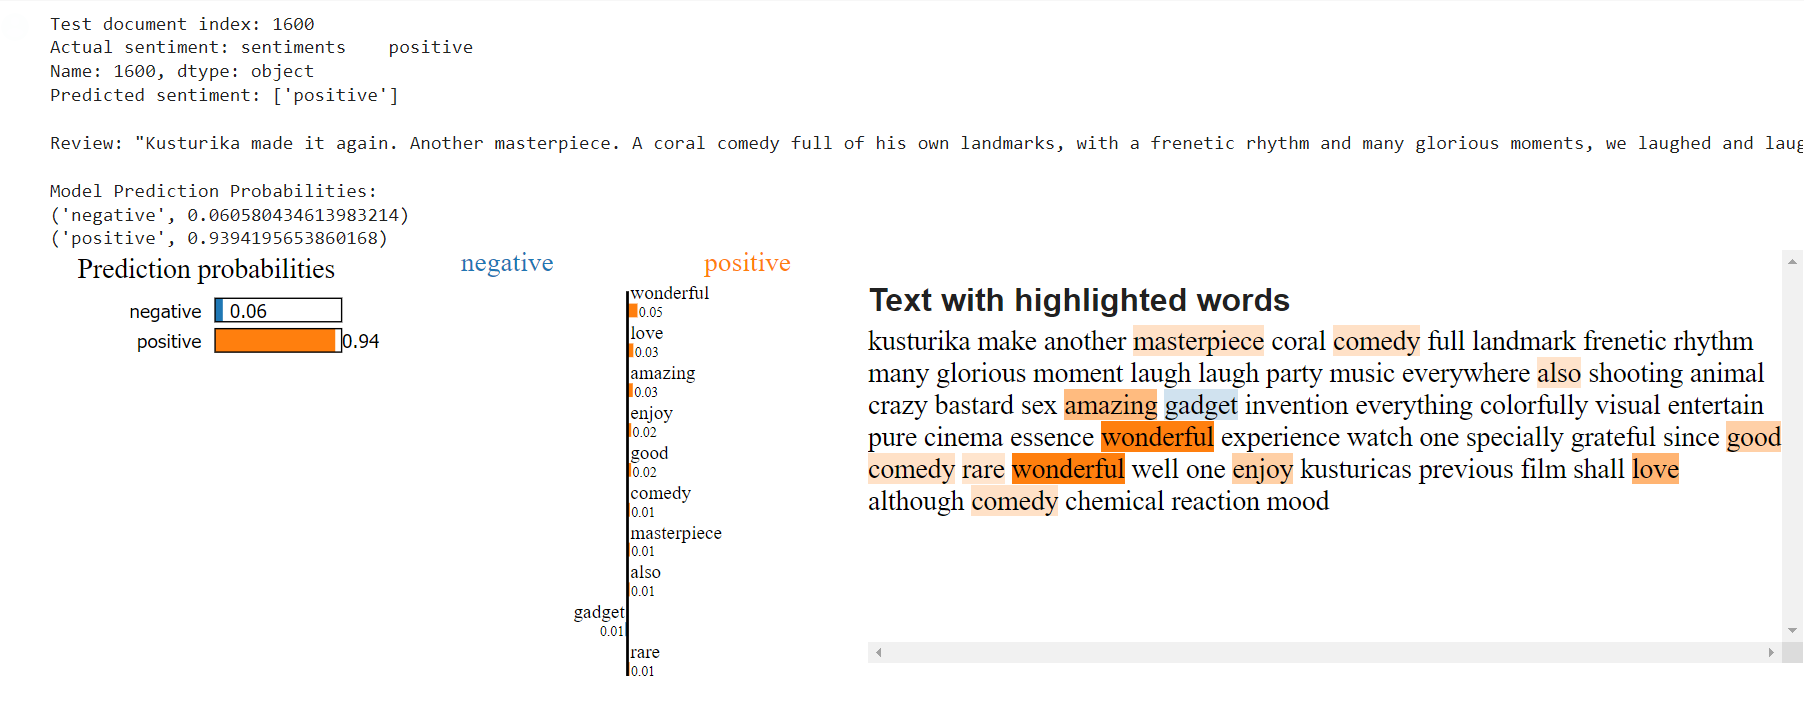 Test document index: 1600
Actual sentiment: sentiments    positive
Name: 1600, dtype: object
Predicted sentiment: ['positive']
Review: "Kusturika made it again. Another masterpiece. A coral comedy full of his own landmarks, with a frenetic rhythm and many glorious moments, we laughed and laug
Model Prediction Probabilities:
('negative', 0.060580434613983214)
('positive', 0.9394195653860168)
Prediction probabilities
negative 0.06
positive 0.94
negative positive
wonderful
0.05
love
0.03
amazing
0.03
enjoy
0.02
good
0.02
comedy
0.01
masterpiece
0.01
also
0.01
gadget
0.01
rare
0.01
Text with highlighted words
kusturika make another masterpiece coral comedy full landmark frenetic rhythm
many glorious moment laugh laugh party music everywhere also shooting animal
crazy bastard sex amazing gadget invention everything colorfully visual entertain
pure cinema essence wonderful experience watch one specially grateful since good
comedy rare wonderful well one enjoy kusturicas previous film shall love
although comedy chemical reaction mood